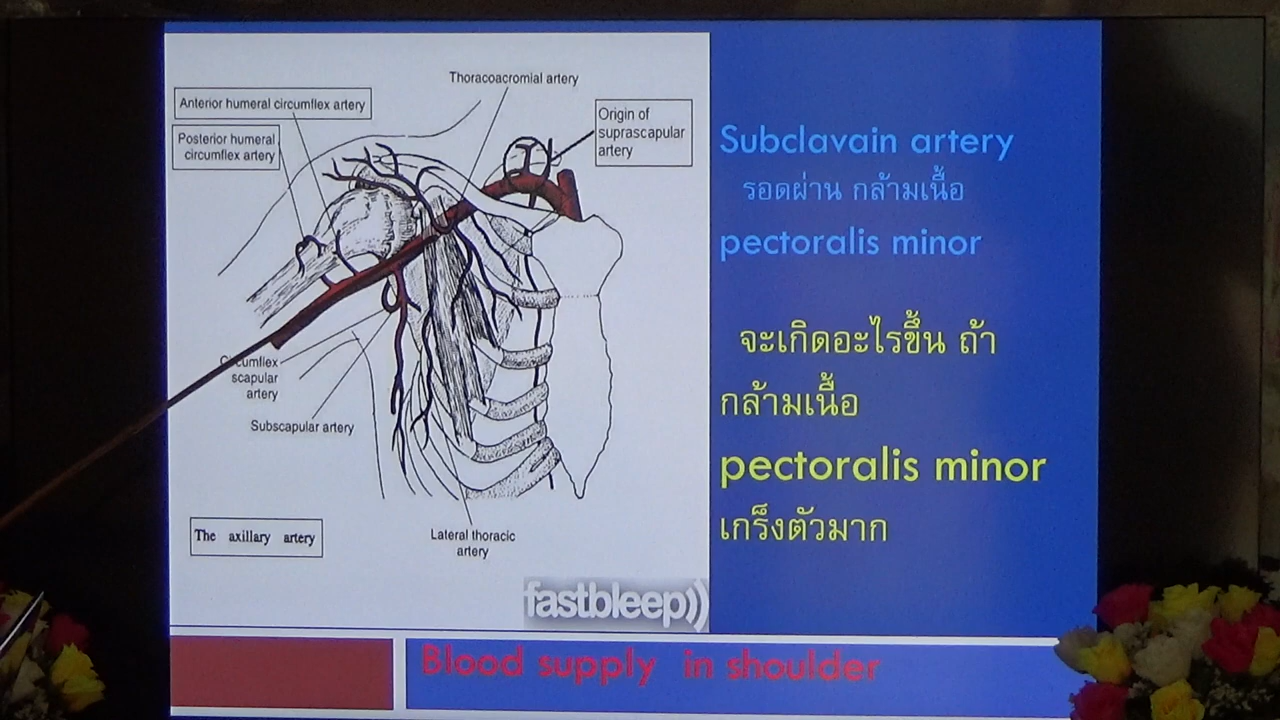 Thoracoacromial artery
Anterior humeral circumflex artery
Posterior humeral
circumflex artery
Origin of
suprascapular
artery
Circumflex
scapular
artery
Subscapular artery
Lateral thoracic
artery
The axillary artery
fastbleep))
Subclavain artery
รอดผ่าน กล้ามเนื้อ
pectoralis minor
จะเกิดอะไรขึ้น ถ้า
กล้ามเนื้อ
pectoralis minor
เกร็งตัวมาก
Blood supply in shoulder